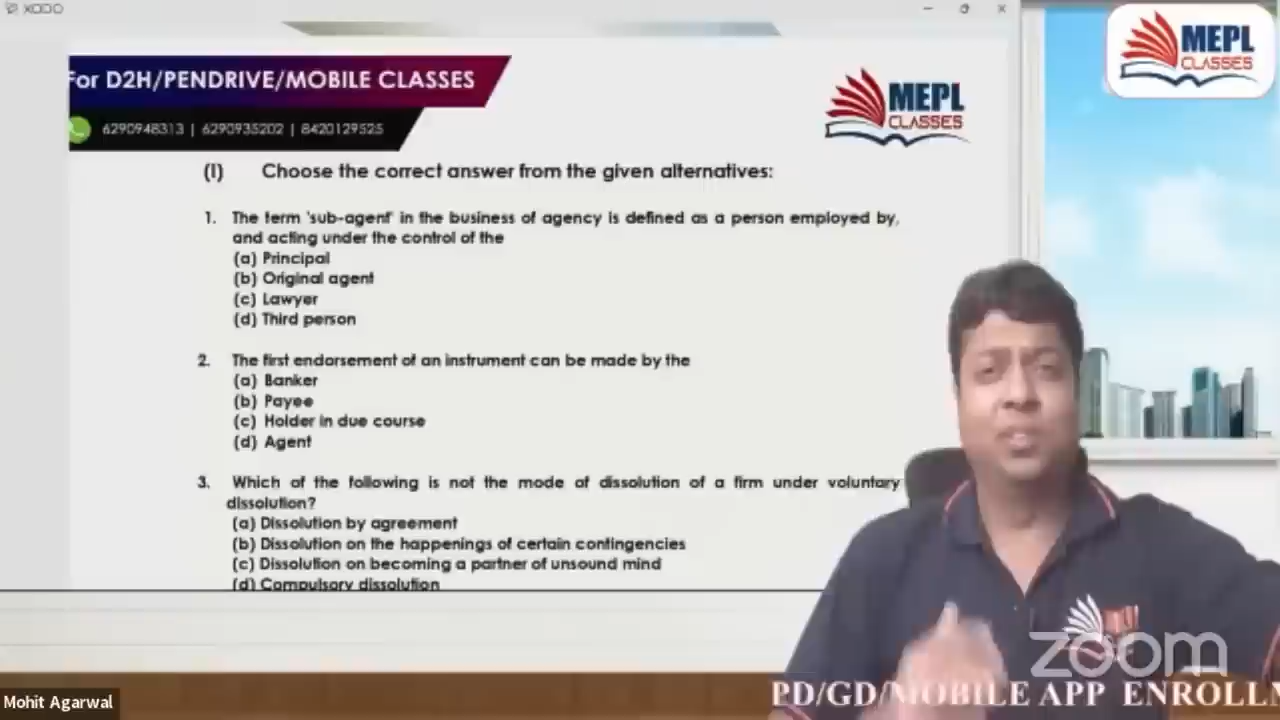 XODO
MEPL
CLASSES
For D2H/PENDRIVE/MOBILE CLASSES
6290948313 | 6290935202 | 8420129525
MEPL
CLASSES
(I) Choose the correct answer from the given alternatives:
1. The term 'sub-agent' in the business of agency is defined as a person employed by,
and acting under the control of the
(a) Principal
(b) Original agent
(c) Lawyer
(d) Third person
2. The first endorsement of an instrument can be made by the
(a) Banker
(b) Payee
(c) Holder in due course
(d) Agent
3. Which of the following is not the mode of dissolution of a firm under voluntary
dissolution?
(a) Dissolution by agreement
(b) Dissolution on the happenings of certain contingencies
(c) Dissolution on becoming a partner of unsound mind
(d) Compulsory dissolution
zoom
Mohit Agarwal
PD/GD/MOBILE APP ENROLLM